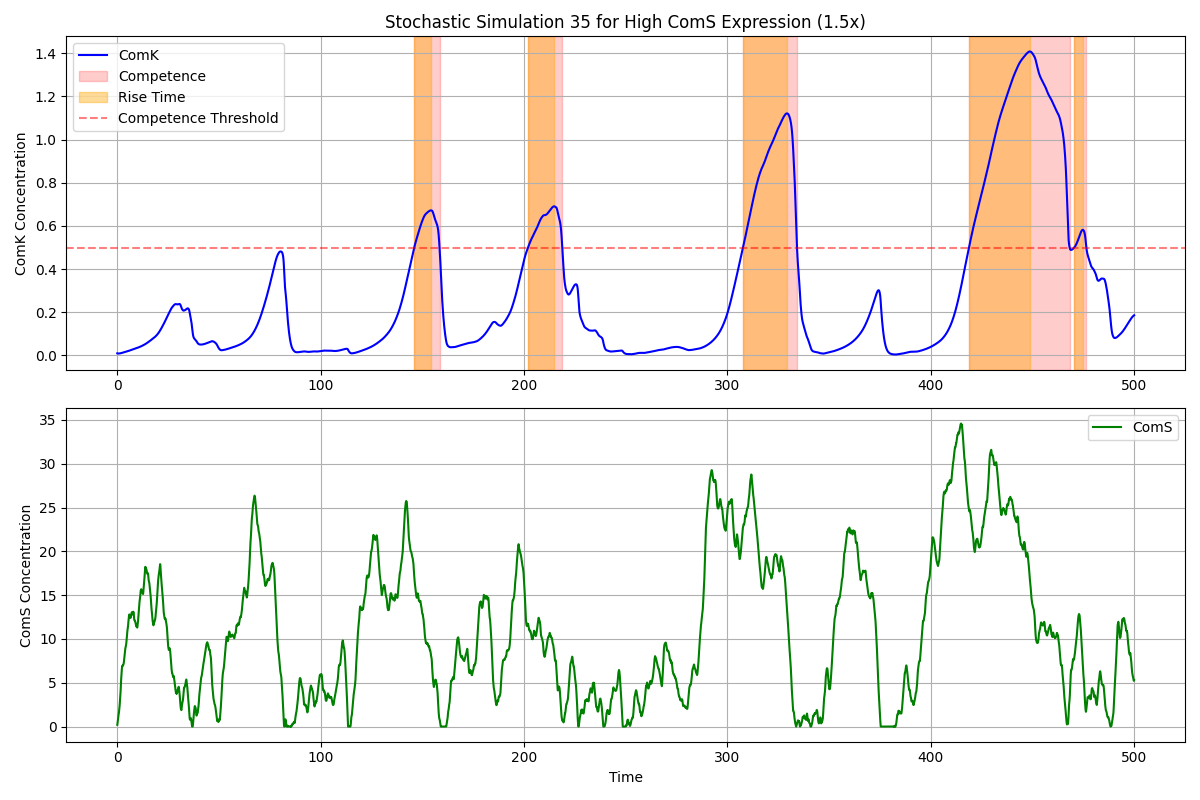 Stochastic Simulation 35 for High ComS Expression (1.5x)
ComK
Competence
Rise Time
Competence Threshold
ComK Concentration
1.4
1.2
1.0
0.8
0.6
0.4
0.2
0.0
0 100 200 300 400 500
ComS
ComS Concentration
35
30
25
20
15
10
5
0
0 100 200 300 400 500
Time